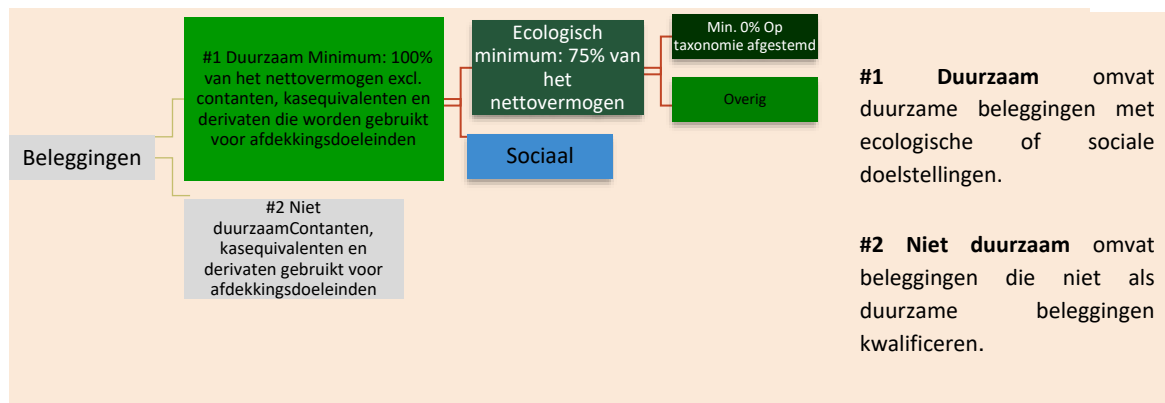 Beleggingen
#1 Duurzaam Minimum: 100%
van het nettovermogen excl.
contanten, kasequivalenten en
derivaten die worden gebruikt
voor afdekkingsdoeleinden
#2 Niet
duurzaamContanten,
kasequivalenten en
derivaten gebruikt voor
afdekkingsdoeleinden
Ecologisch
minimum: 75% van
het
nettovermogen
Sociaal
Min. 0% Op
taxonomie afgestemd
Overig
#1 Duurzaam omvat
duurzame beleggingen met
ecologische of sociale
doelstellingen.
#2 Niet duurzaam omvat
beleggingen die niet als
duurzame beleggingen
kwalificeren.